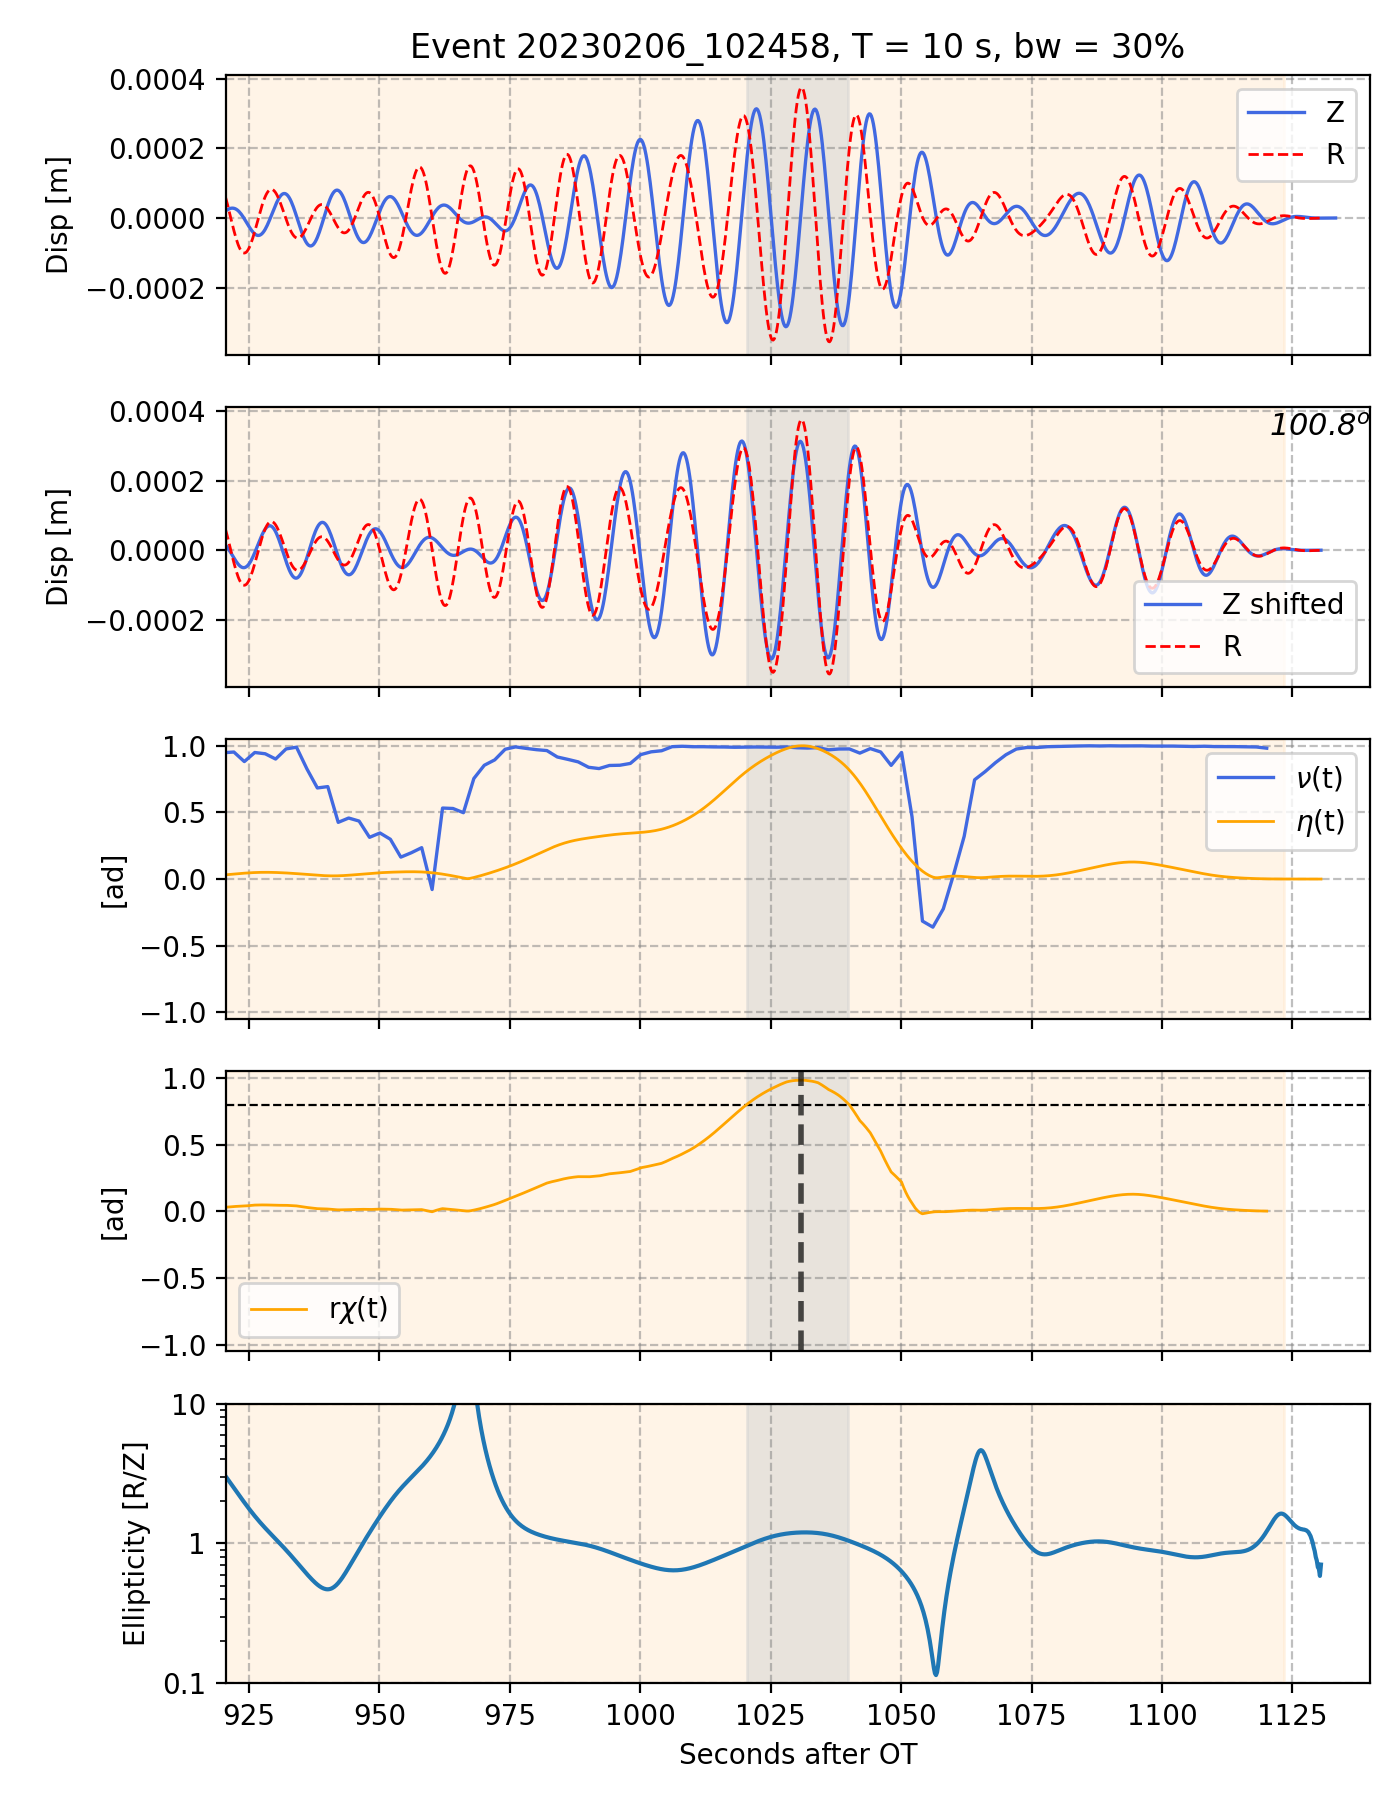 Event 20230206_102458, T = 10 s, bw = 30%
0.0004
0.0002
0.0000
−0.0002
Disp [m]
Z
R
0.0004
0.0002
0.0000
−0.0002
Disp [m]
100.8º
Z shifted
R
1.0
0.5
0.0
−0.5
−1.0
[ad]
ν(t)
η(t)
1.0
0.5
0.0
−0.5
−1.0
[ad]
rχ(t)
10
1
0.1
Ellipticity [R/Z]
925 950 975 1000 1025 1050 1075 1100 1125
Seconds after OT